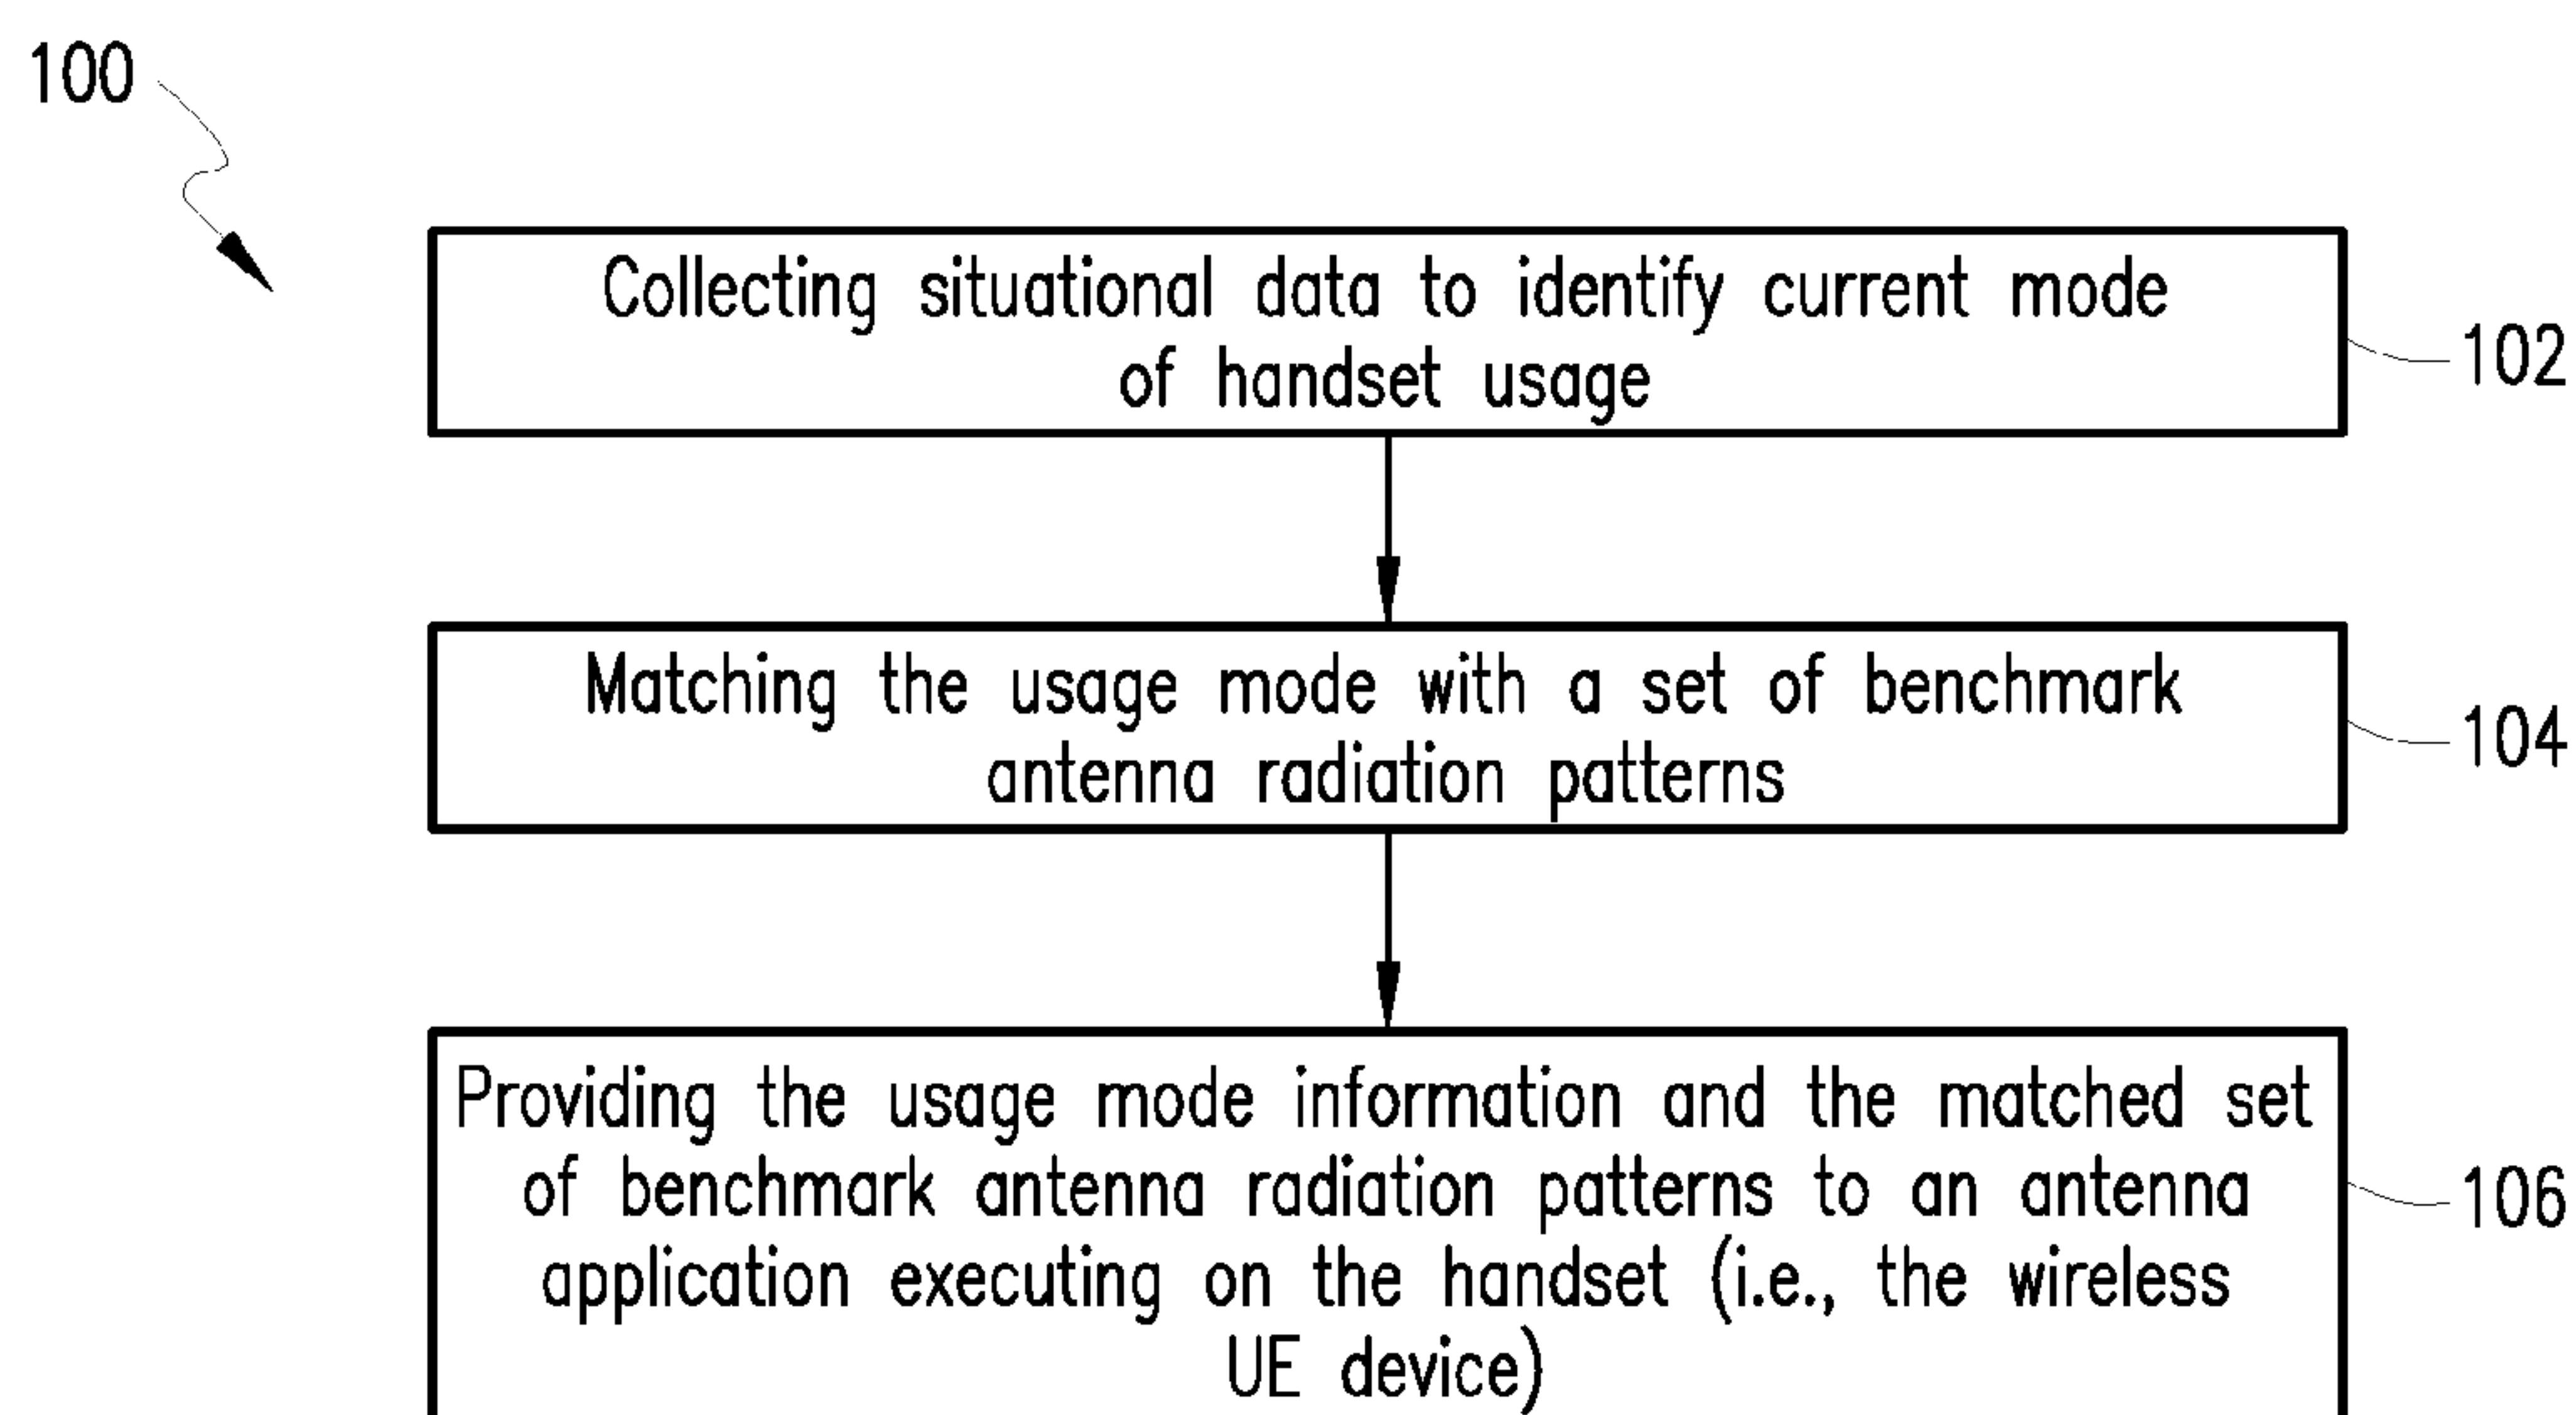 100
Collecting situational data to identify current mode
of handset usage
102
Matching the usage mode with a set of benchmark
antenna radiation patterns
104
Providing the usage mode information and the matched set
of benchmark antenna radiation patterns to an antenna
application executing on the handset (i.e., the wireless
UE device)
106